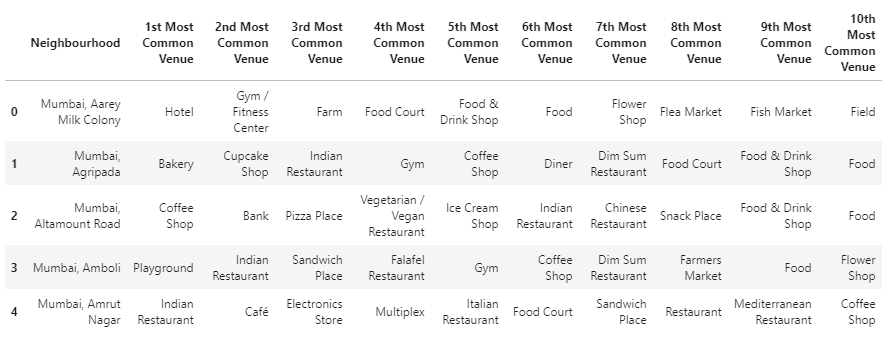 Neighbourhood 1st Most Common Venue 2nd Most Common Venue 3rd Most Common Venue 4th Most Common Venue 5th Most Common Venue 6th Most Common Venue 7th Most Common Venue 8th Most Common Venue 9th Most Common Venue 10th Most Common Venue
0 Mumbai, Aarey Milk Colony Hotel Gym / Fitness Center Farm Food Court Food & Drink Shop Food Flower Shop Flea Market Fish Market Field
1 Mumbai, Agripada Bakery Cupcake Shop Indian Restaurant Gym Coffee Shop Diner Dim Sum Restaurant Food Court Food & Drink Shop Food
2 Mumbai, Altamount Road Coffee Shop Bank Pizza Place Vegetarian / Vegan Restaurant Ice Cream Shop Indian Restaurant Chinese Restaurant Snack Place Food & Drink Shop Food
3 Mumbai, Amboli Playground Indian Restaurant Sandwich Place Falafel Restaurant Gym Coffee Shop Dim Sum Restaurant Farmers Market Food Flower Shop
4 Mumbai, Amrut Nagar Indian Restaurant Café Electronics Store Multiplex Italian Restaurant Food Court Sandwich Place Restaurant Mediterranean Restaurant Coffee Shop